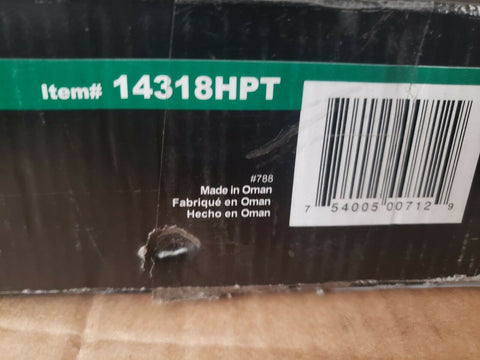 Item# 14318HPT
#788
Made in Oman
Fabriqué en Oman
Hecho en Oman
7 54005 00712 9